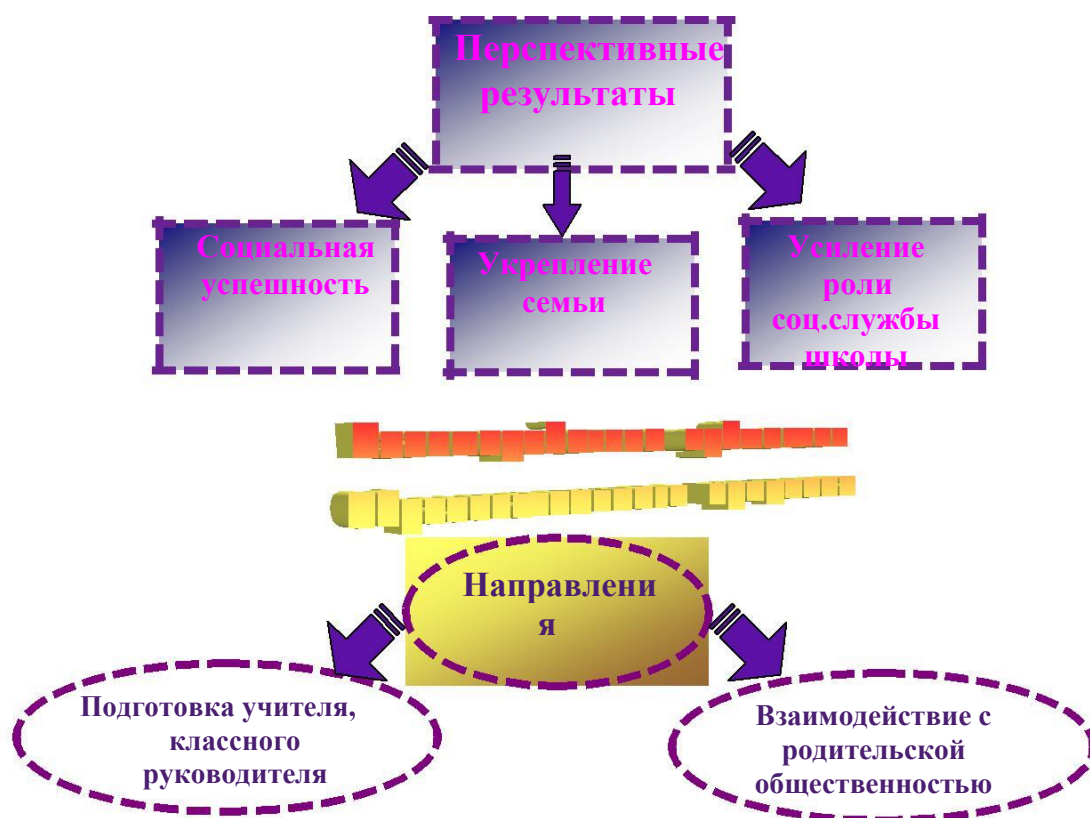 Перспективные
результаты
Социальная
успешность
Укрепление
семьи
Усиление
роли
соц.службы
школы
Направлени
я
Подготовка учителя,
классного
руководителя
Взаимодействие с
родительской
общественностью